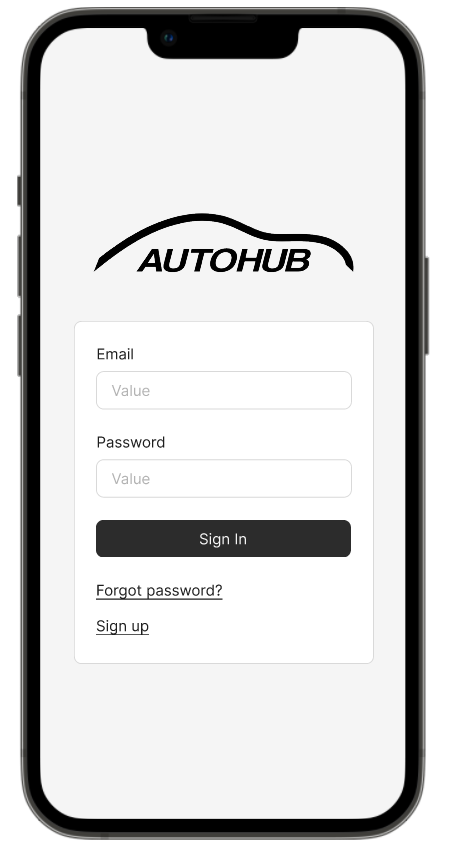 AUTOHUB
Email
Value
Password
Value
Sign In
Forgot password?
Sign up